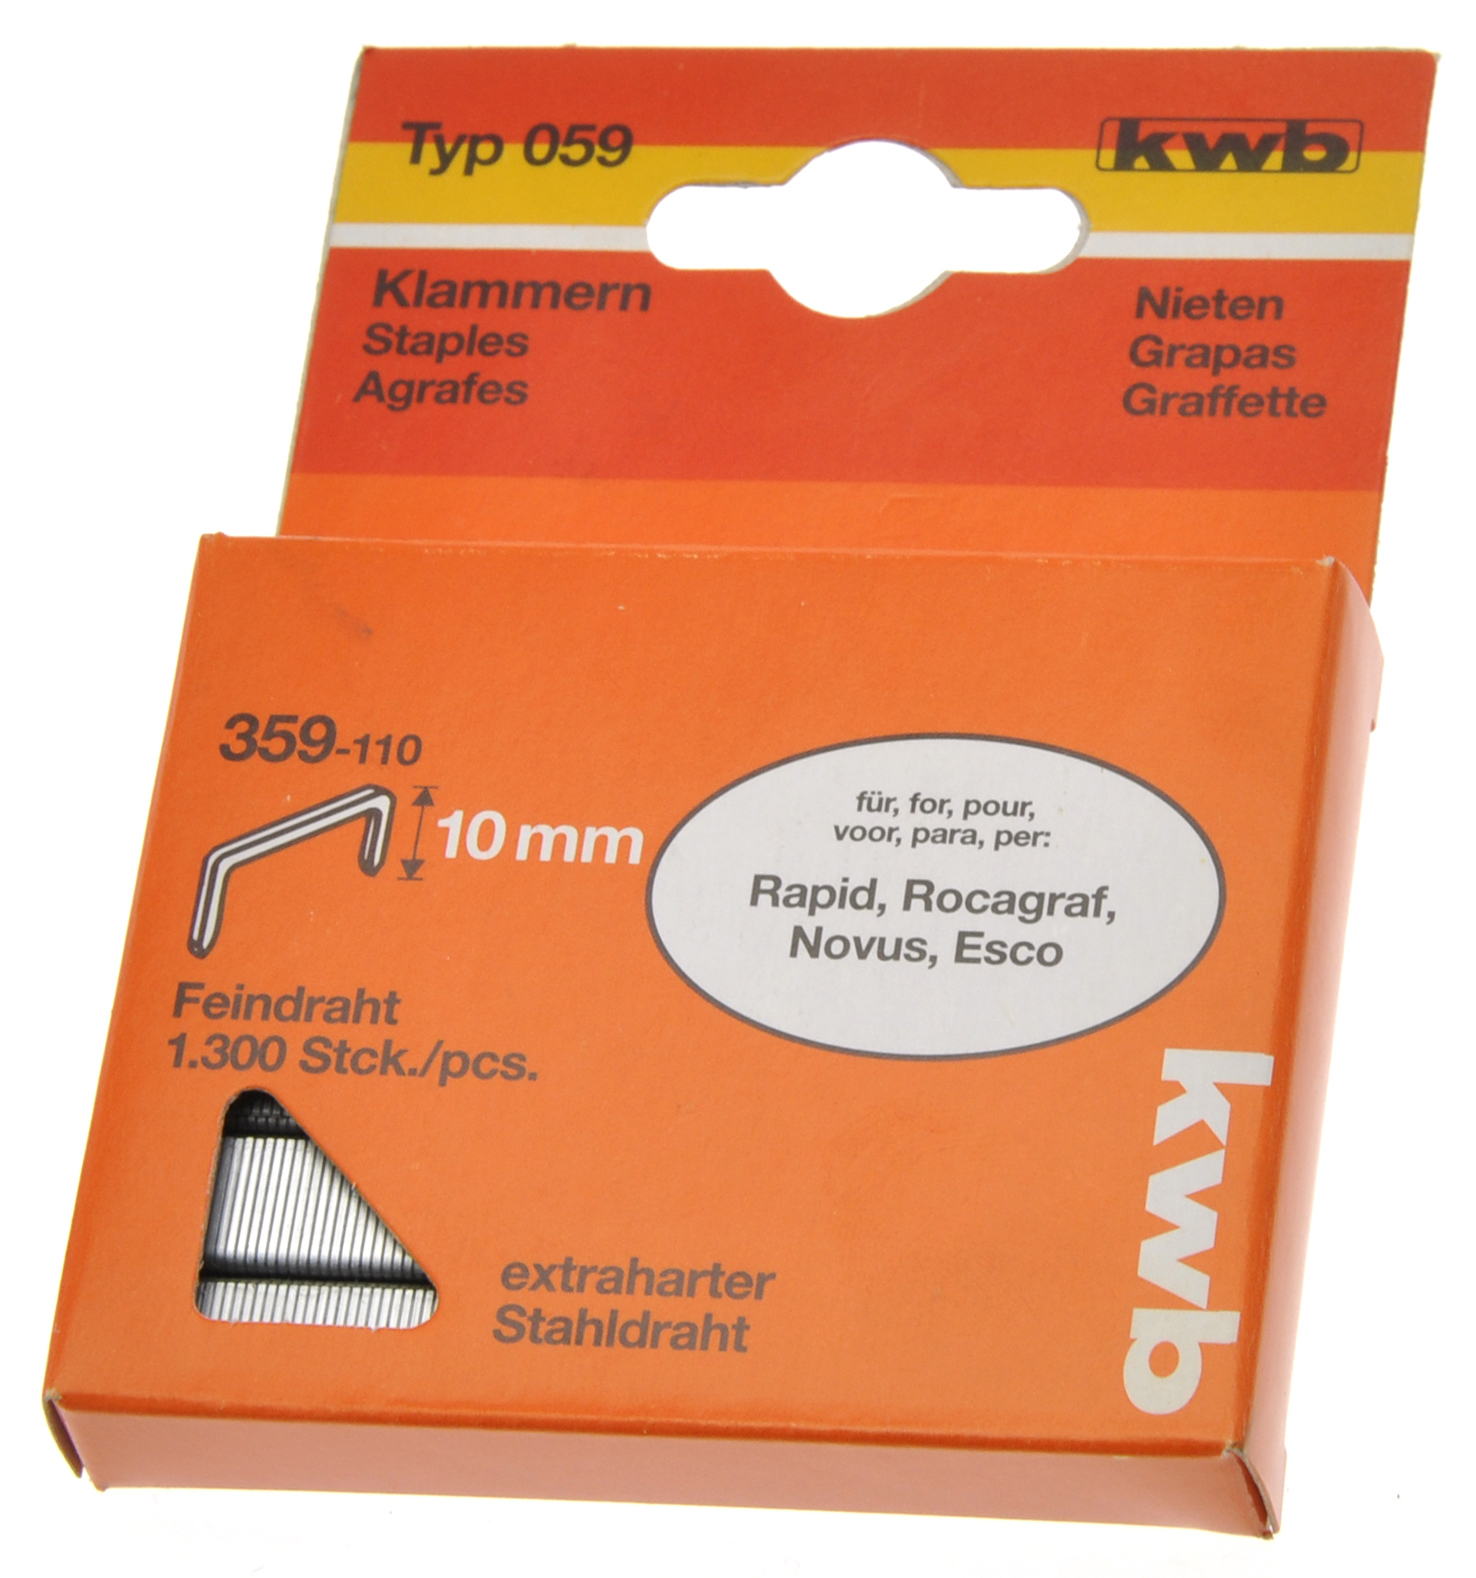 Typ 059
kwb
Klammern
Staples
Agrafes
Nieten
Grapas
Graffette
359-110
10 mm
für, for, pour,
voor, para, per:
Rapid, Rocagraf,
Novus, Esco
Feindraht
1.300 Stck./pcs.
extraharter
Stahldraht
kwb